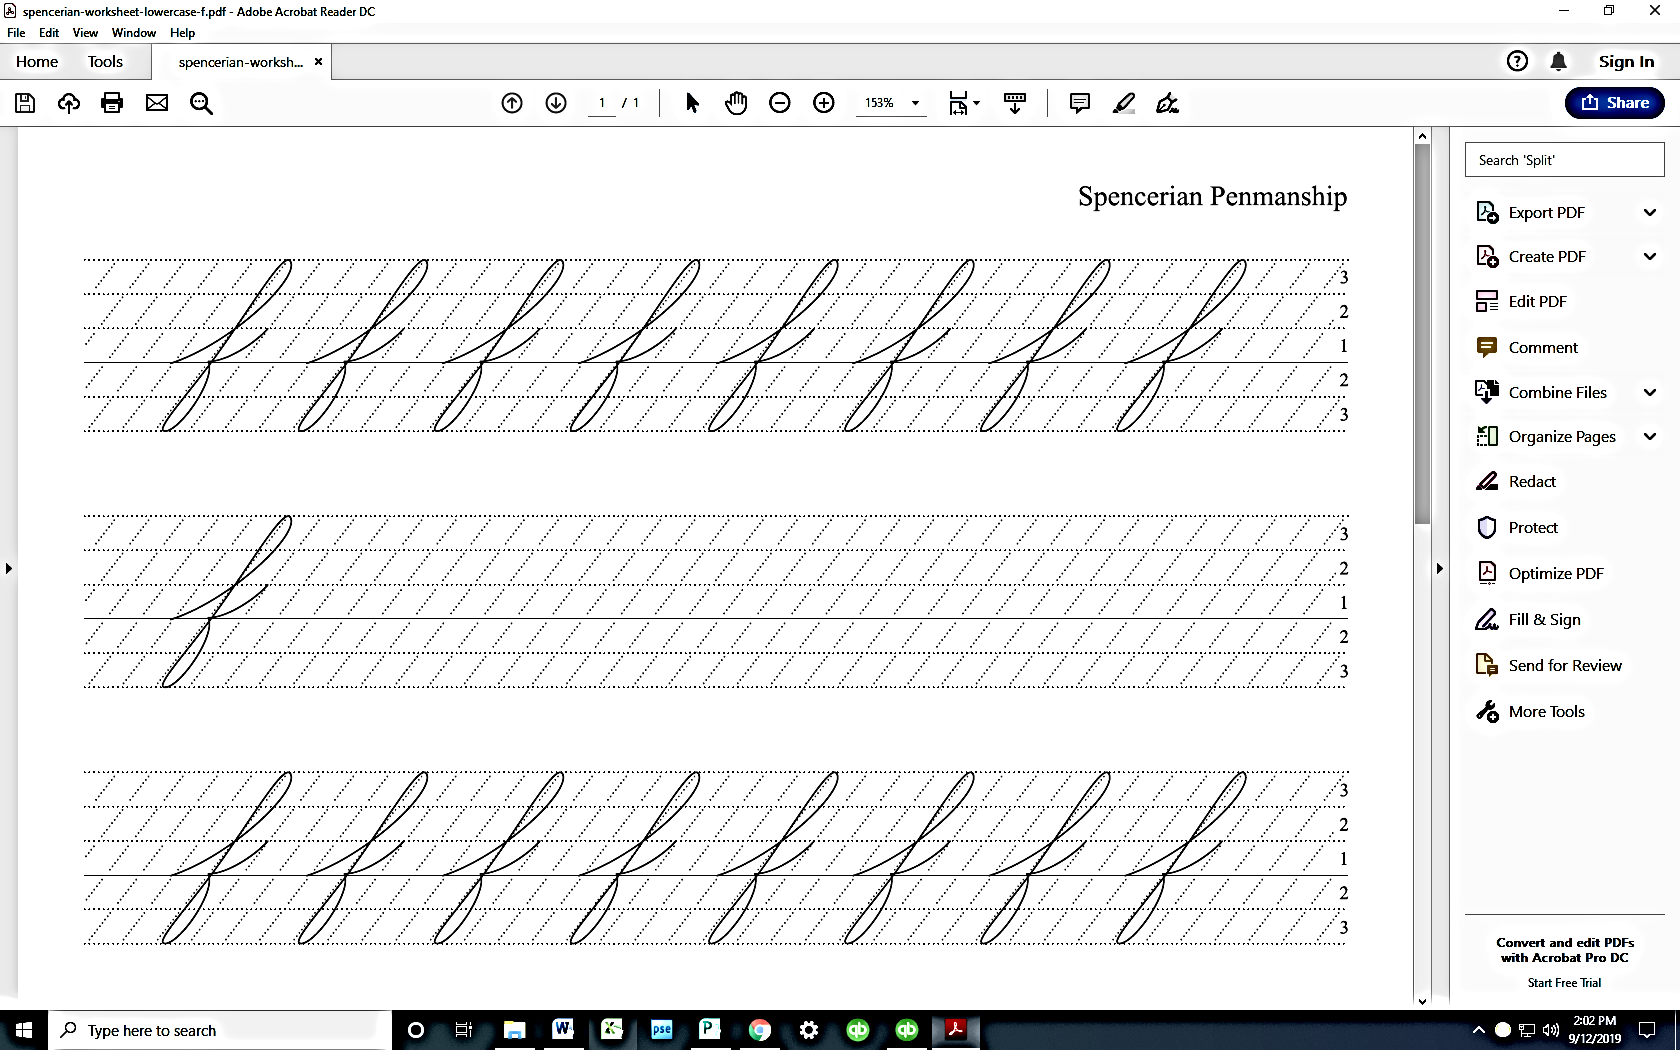 spencerian-worksheet-lowercase-f.pdf - Adobe Acrobat Reader DC
File Edit View Window Help
Home Tools spencerian-worksh... × Sign In
1 / 1 153% Share
Search 'Split'
Spencerian Penmanship
Export PDF
Create PDF
Edit PDF
Comment
Combine Files
Organize Pages
Redact
Protect
Optimize PDF
Fill & Sign
Send for Review
More Tools
f f f f f f f f
3
2
1
2
3
f
3
2
1
2
3
f f f f f f f f
3
2
1
2
3
Convert and edit PDFs
with Acrobat Pro DC
Start Free Trial
Type here to search
W X pse P qb qb
2:02 PM
9/12/2019